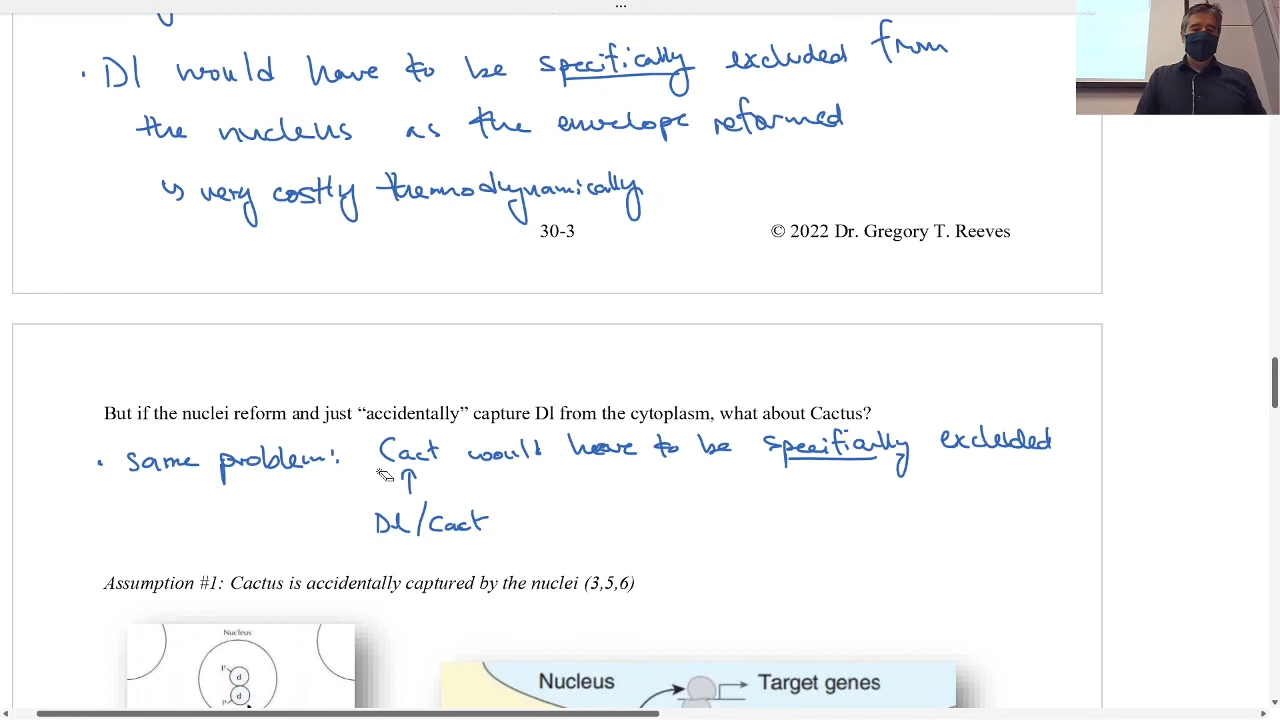 ...
· Dl would have to be specifically excluded from
the nucleus as the envelope reformed
↳ very costly thermodynamically
30-3 © 2022 Dr. Gregory T. Reeves
But if the nuclei reform and just “accidentally” capture Dl from the cytoplasm, what about Cactus?
· same problem: Cact would have to be specifically excluded
↑
Dl/Cact
Assumption #1: Cactus is accidentally captured by the nuclei (3,5,6)
Nucleus
P
d
d
P
Nucleus
Target genes